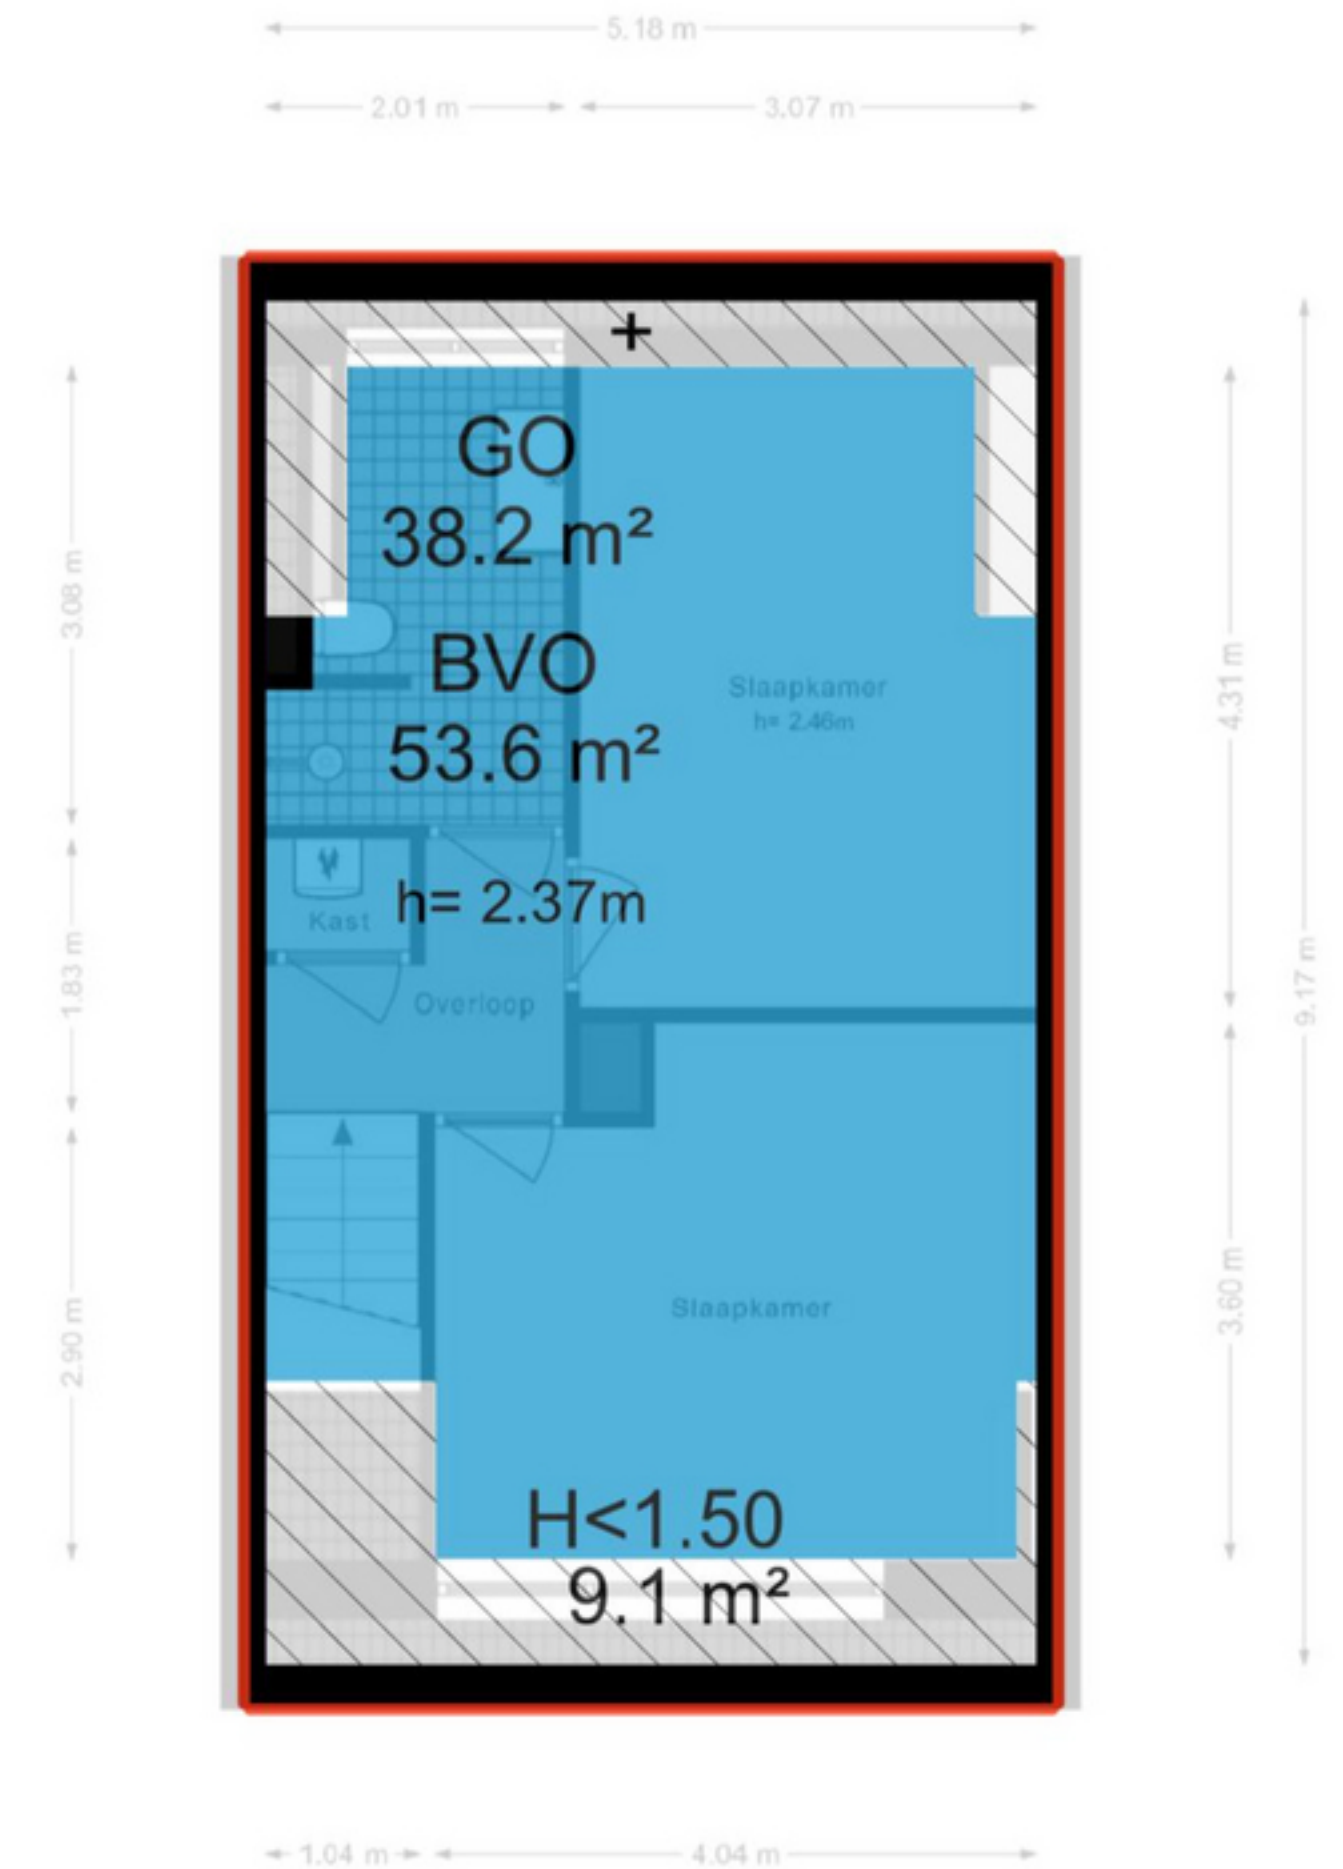 5.18 m
2.01 m
3.07 m
GO
38.2 m²
BVO
53.6 m²
Slaapkamer
h= 2.46m
3.08 m
4.31 m
h= 2.37m
Kast
Overloop
1.83 m
9.17 m
Slaapkamer
2.90 m
3.60 m
H<1.50
9.1 m²
1.04 m
4.04 m